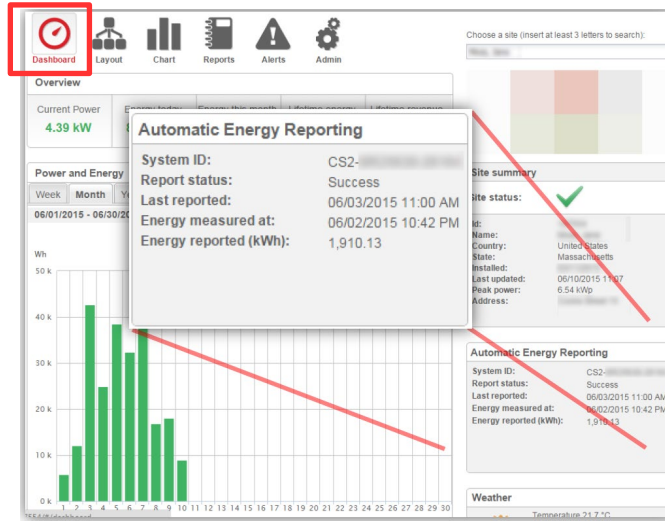 Dashboard
Layout
Chart
Reports
Alerts
Admin
Choose a site (insert at least 3 letters to search):
Overview
Current Power
Energy today
Energy this month
Lifetime energy
Lifetime revenue
4.39 kW
Automatic Energy Reporting
System ID: CS2-
Report status: Success
Last reported: 06/03/2015 11:00 AM
Energy measured at: 06/02/2015 10:42 PM
Energy reported (kWh): 1,910.13
Power and Energy
Week
Month
06/01/2015 - 06/30/20
Wh
50 k
40 k
30 k
20 k
10 k
0 k
1 2 3 4 5 6 7 8 9 10 11 12 13 14 15 16 17 18 19 20 21 22 23 24 25 26 27 28 29 30
Site summary
Site status:
Id:
Name:
Country: United States
State: Massachusetts
Installed:
Last updated: 06/10/2015 11:07
Peak power: 6.54 kWp
Address:
Automatic Energy Reporting
System ID: CS2-
Report status: Success
Last reported: 06/03/2015 11:00 AM
Energy measured at: 06/02/2015 10:42 PM
Energy reported (kWh): 1,910.13
Weather
Temperature 21.7 °C